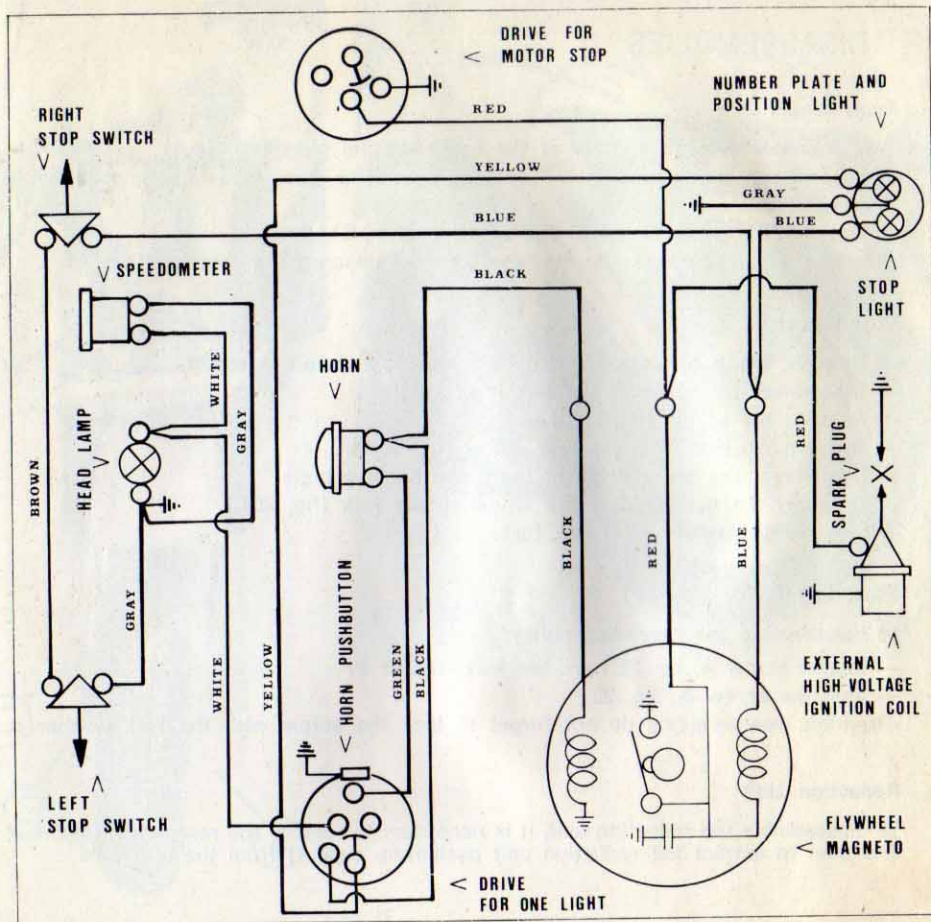 DRIVE FOR
MOTOR STOP
NUMBER PLATE AND
POSITION LIGHT
RED
RIGHT
STOP SWITCH
YELLOW
GRAY
BLUE
BLUE
SPEEDOMETER
BLACK
STOP
LIGHT
WHITE
GRAY
HORN
HEAD LAMP
BROWN
RED
SPARK PLUG
BLACK
RED
BLUE
GRAY
HORN PUSHBUTTON
WHITE
YELLOW
GREEN
BLACK
EXTERNAL
HIGH-VOLTAGE
IGNITION COIL
LEFT
STOP SWITCH
FLYWHEEL
MAGNETO
DRIVE
FOR ONE LIGHT